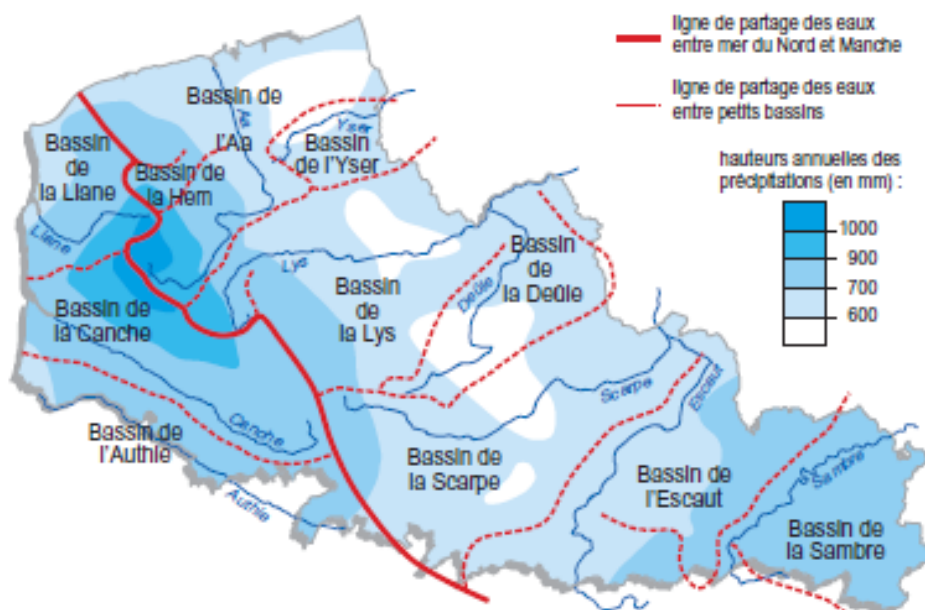 ligne de partage des eaux
entre mer du Nord et Manche
ligne de partage des eaux
entre petits bassins
hauteurs annuelles des
précipitations (en mm) :
1000
900
700
600
Bassin
de
la Liane
Bassin de
la Hem
Bassin de
l'Aa
Aa
Yser
Bassin
de l'Yser
Liane
Lys
Bassin de
la Canche
Bassin
de
la Lys
Deûle
Bassin
de
la Deûle
Canche
Bassin de
l'Authie
Authie
Scarpe
Bassin de
la Scarpe
Escaut
Bassin de
l'Escaut
Sambre
Bassin de
la Sambre